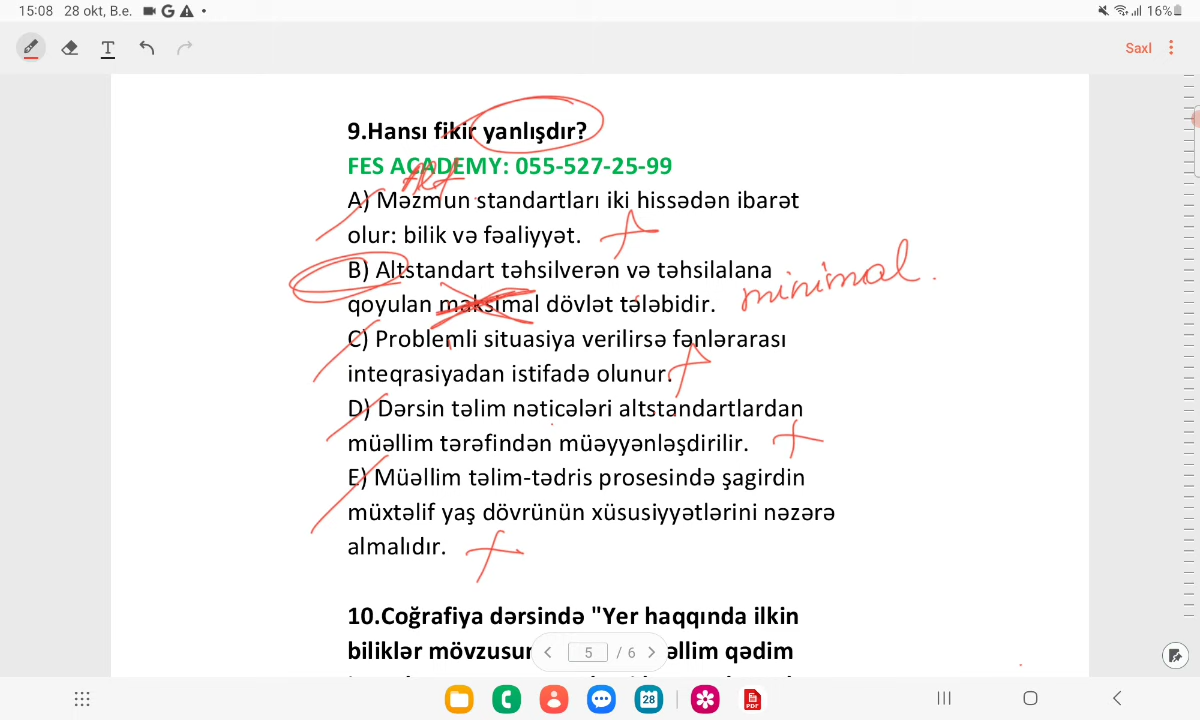 15:08 28 okt, B.e. 16%
T Saxl
9.Hansı fikir yanlışdır?
FES ACADEMY: 055-527-25-99
A) Məzmun standartları iki hissədən ibarət
olur: bilik və fəaliyyət.
B) Altstandart təhsilverən və təhsilalana
qoyulan maksimal dövlət tələbidir. minimal.
C) Problemli situasiya verilirsə fənlərarası
inteqrasiyadan istifadə olunur.
D) Dərsin təlim nəticələri altstandartlardan
müəllim tərəfindən müəyyənləşdirilir.
E) Müəllim təlim-tədris prosesində şagirdin
müxtəlif yaş dövrünün xüsusiyyətlərini nəzərə
almalıdır.
10.Coğrafiya dərsində "Yer haqqında ilkin
biliklər qədim
5 / 6
28
PDF